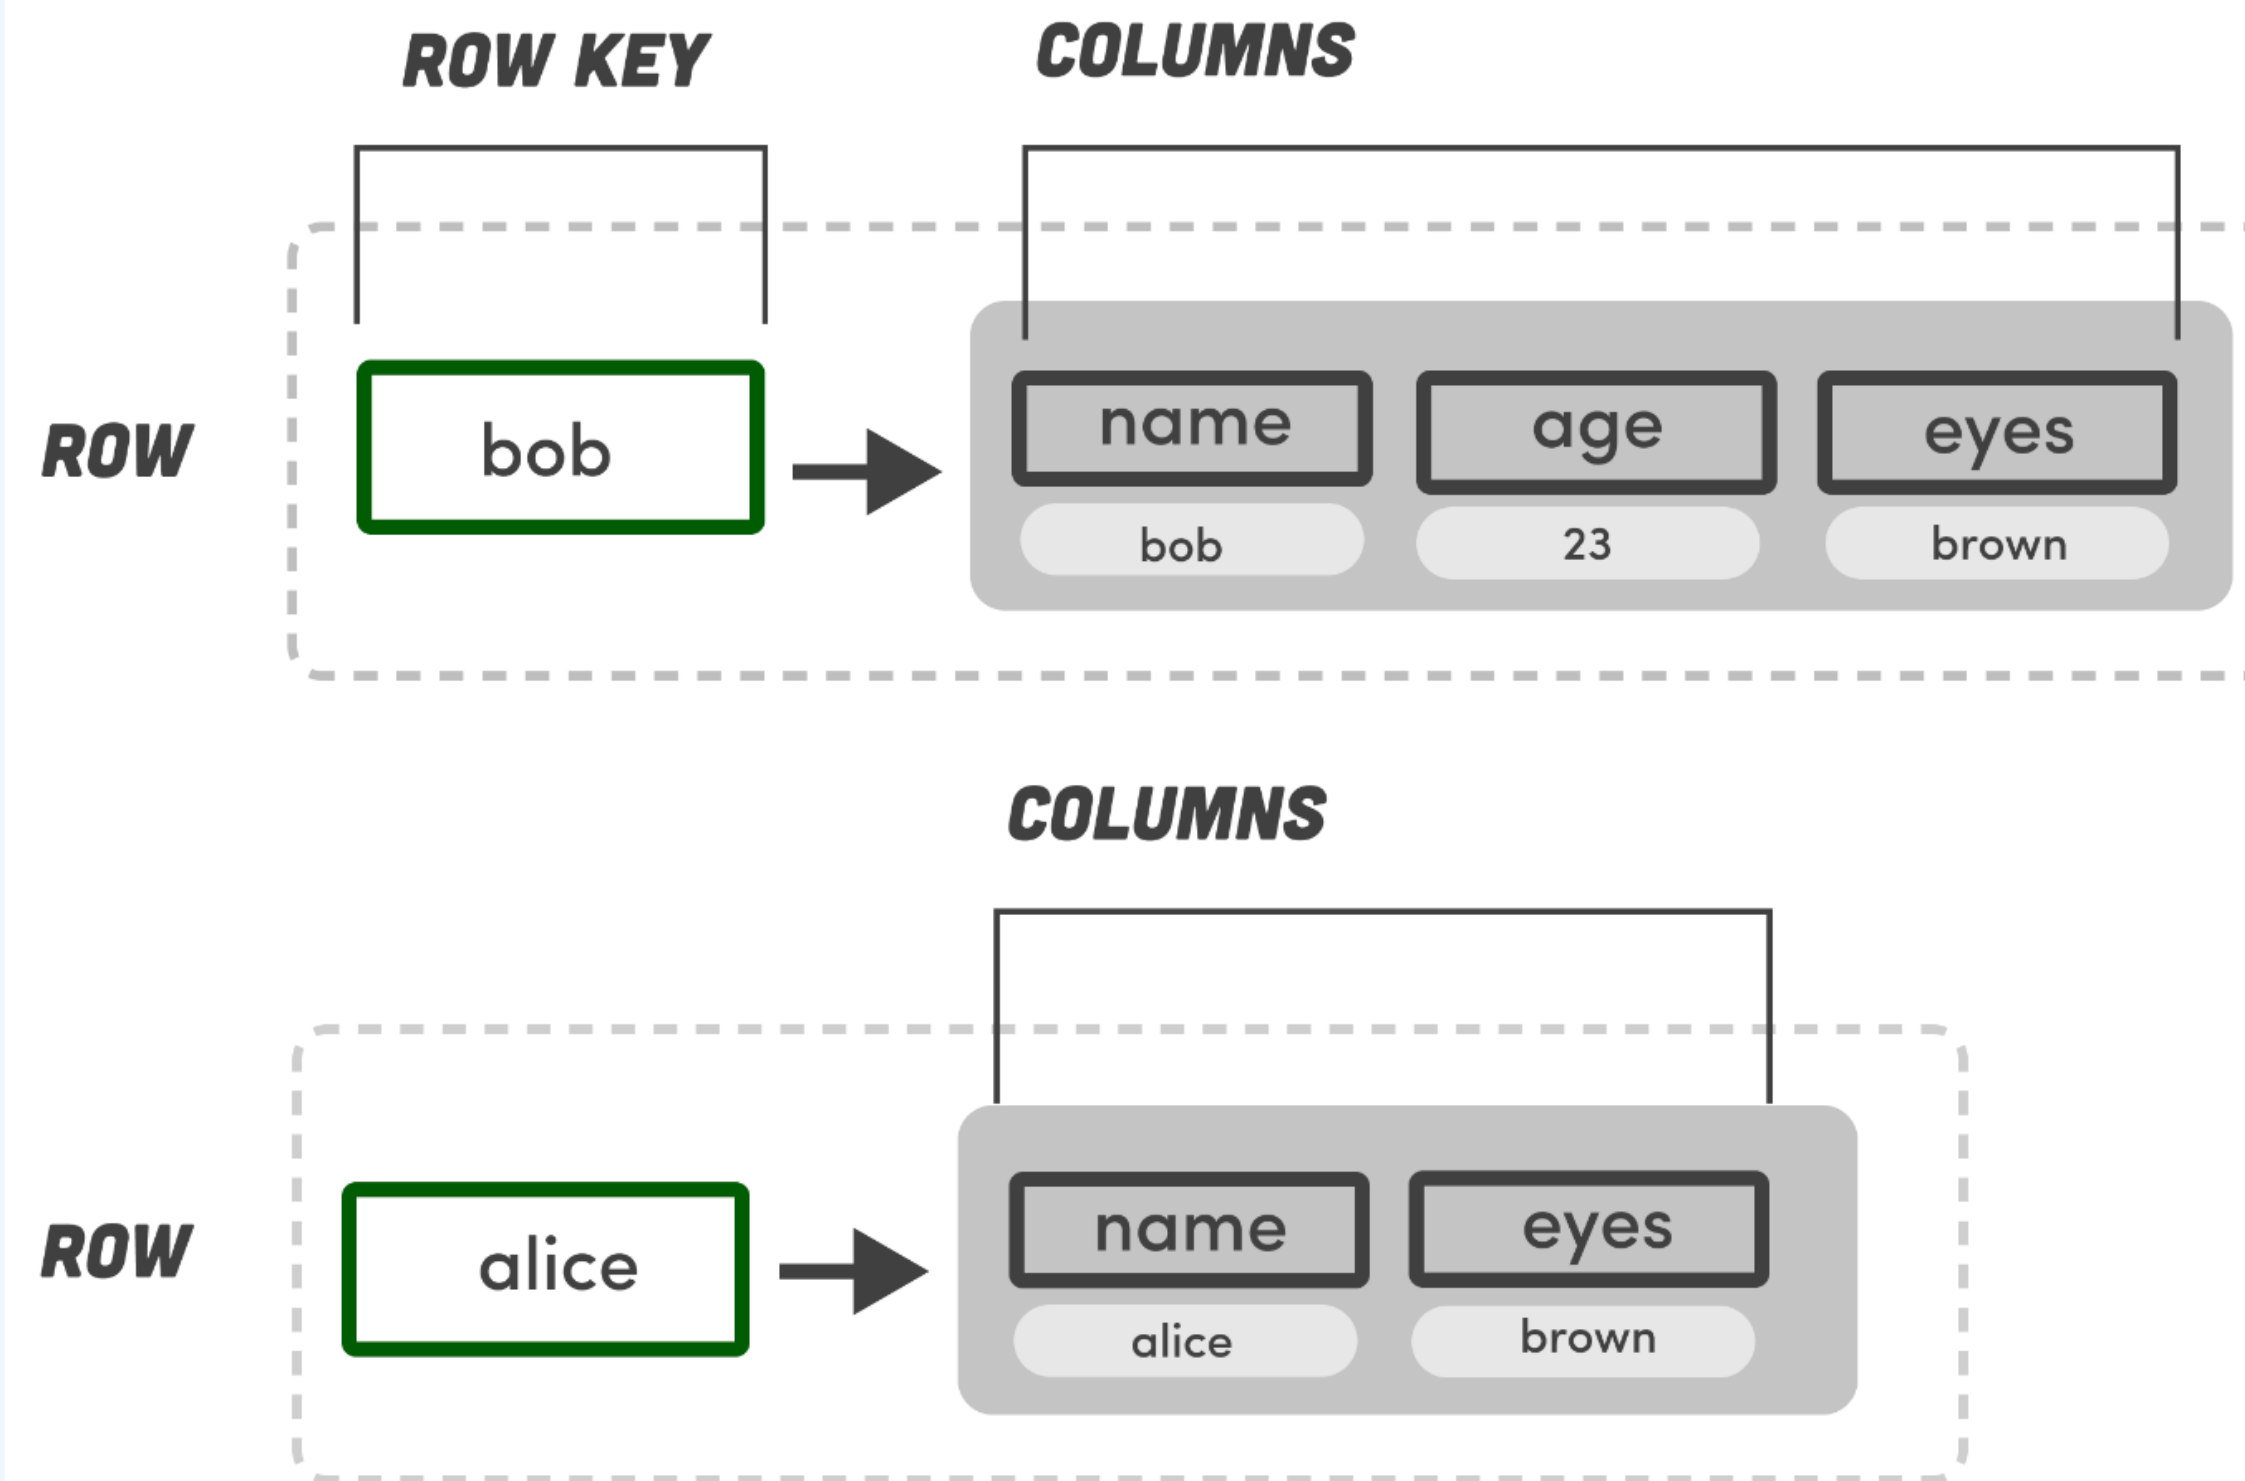 ROW KEY
COLUMNS
ROW
bob
name age eyes
bob 23 brown
COLUMNS
ROW
alice
name eyes
alice brown